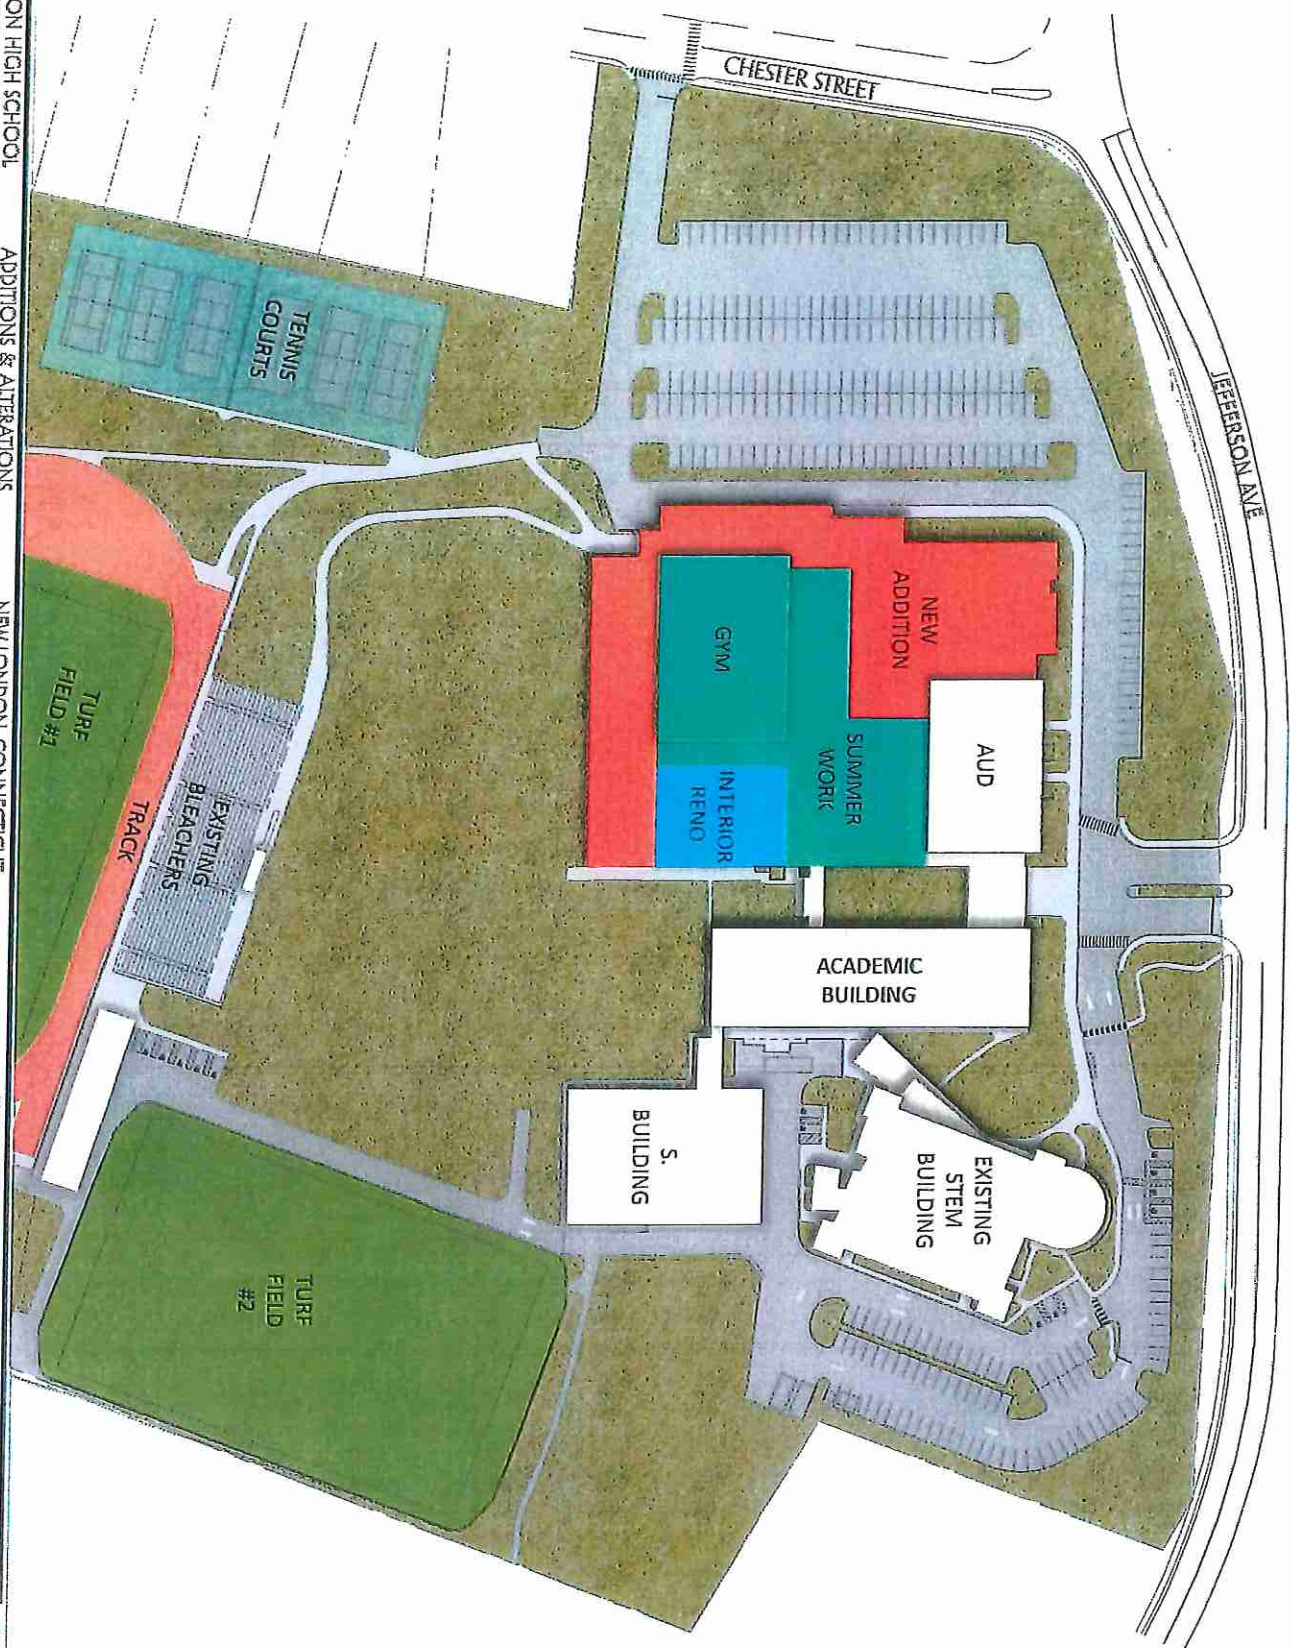 JEFFERSON AVE
CHESTER STREET
NEW
ADDITION
AUD
GYM
SUMMER
WORK
INTERIOR
RENO
ACADEMIC
BUILDING
EXISTING
STEM
BUILDING
S.
BUILDING
TENNIS
COURTS
EXISTING
BLEACHERS
TRACK
TURF
FIELD #1
TURF
FIELD
#2
ON HIGH SCHOOL
ADDITIONS & ALTERATIONS